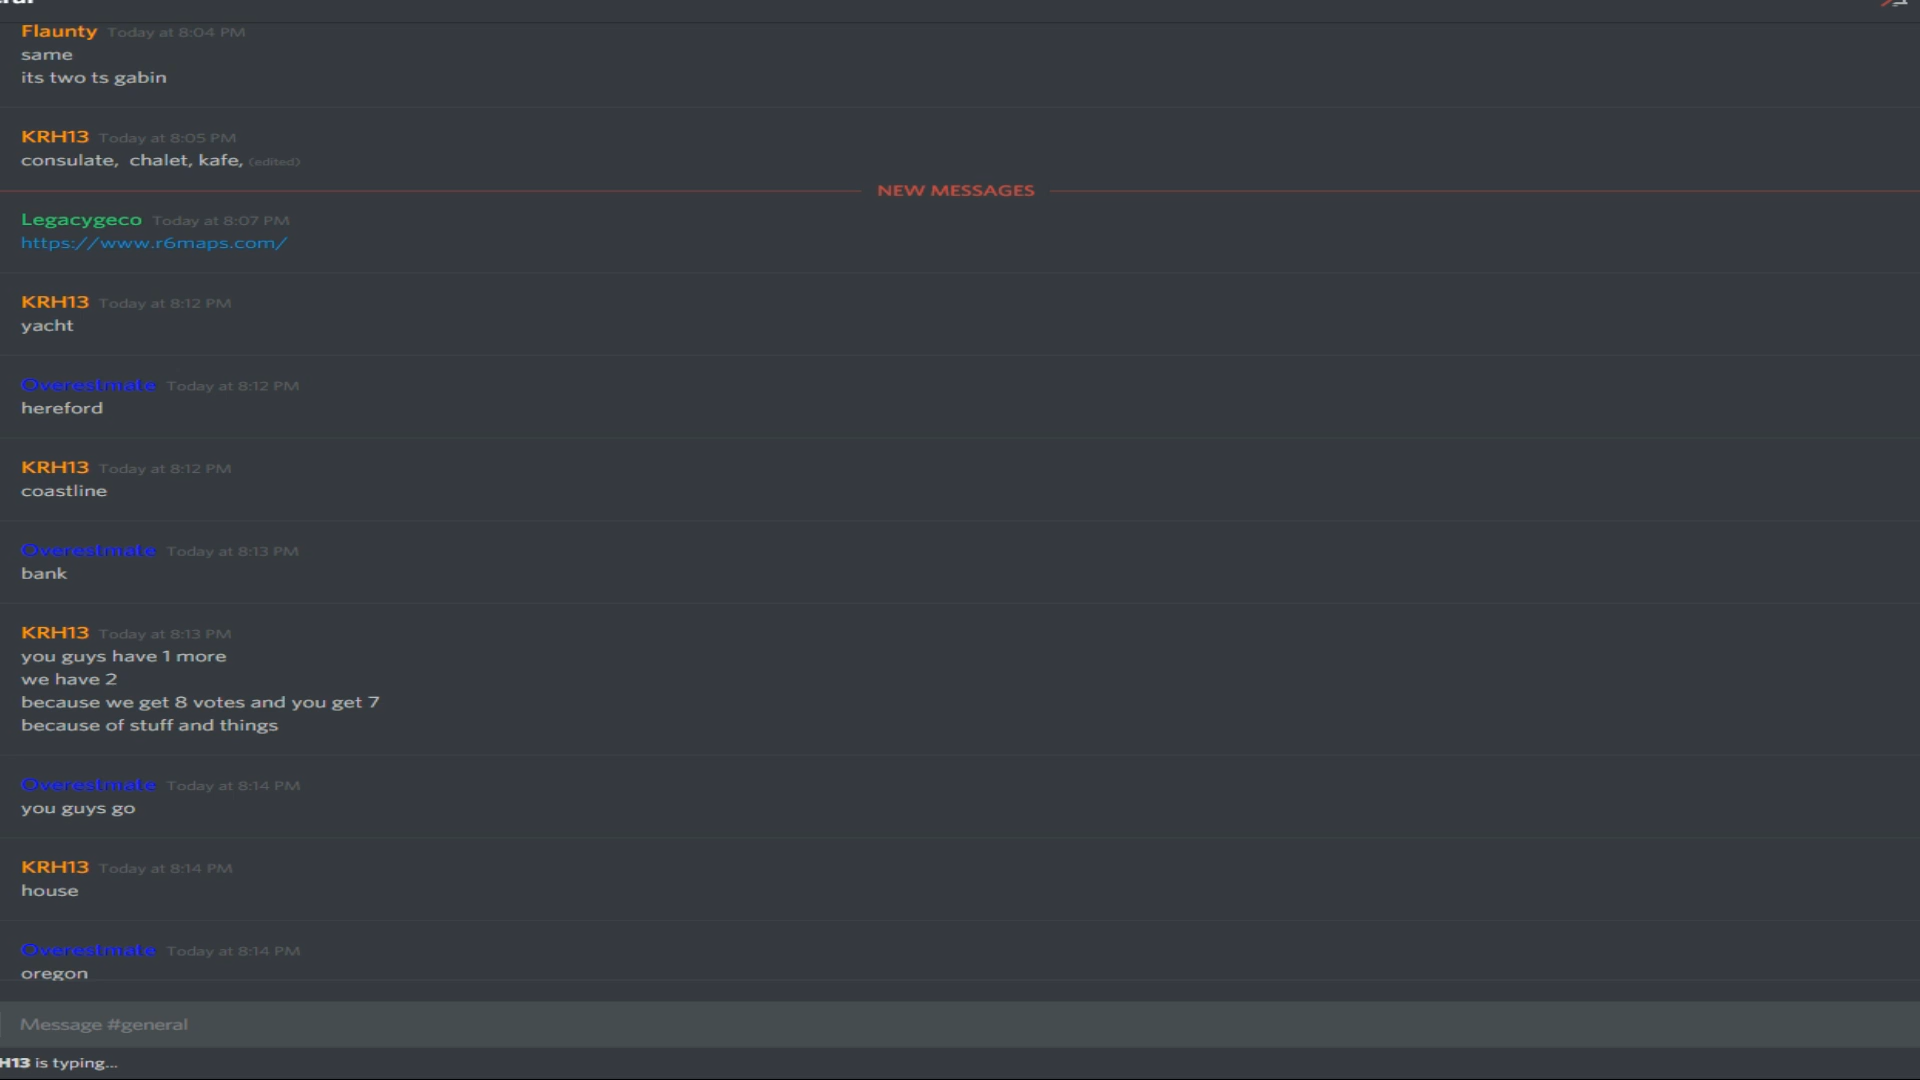 Flaunty Today at 8:04 PM
same
its two ts gabin
KRH13 Today at 8:05 PM
consulate, chalet, kafe, (edited)
NEW MESSAGES
Legacygeco Today at 8:07 PM
https://www.r6maps.com/
KRH13 Today at 8:12 PM
yacht
Overestmate Today at 8:12 PM
hereford
KRH13 Today at 8:12 PM
coastline
Overestmate Today at 8:13 PM
bank
KRH13 Today at 8:13 PM
you guys have 1 more
we have 2
because we get 8 votes and you get 7
because of stuff and things
Overestmate Today at 8:14 PM
you guys go
KRH13 Today at 8:14 PM
house
Overestmate Today at 8:14 PM
oregon
Message #general
H13 is typing...